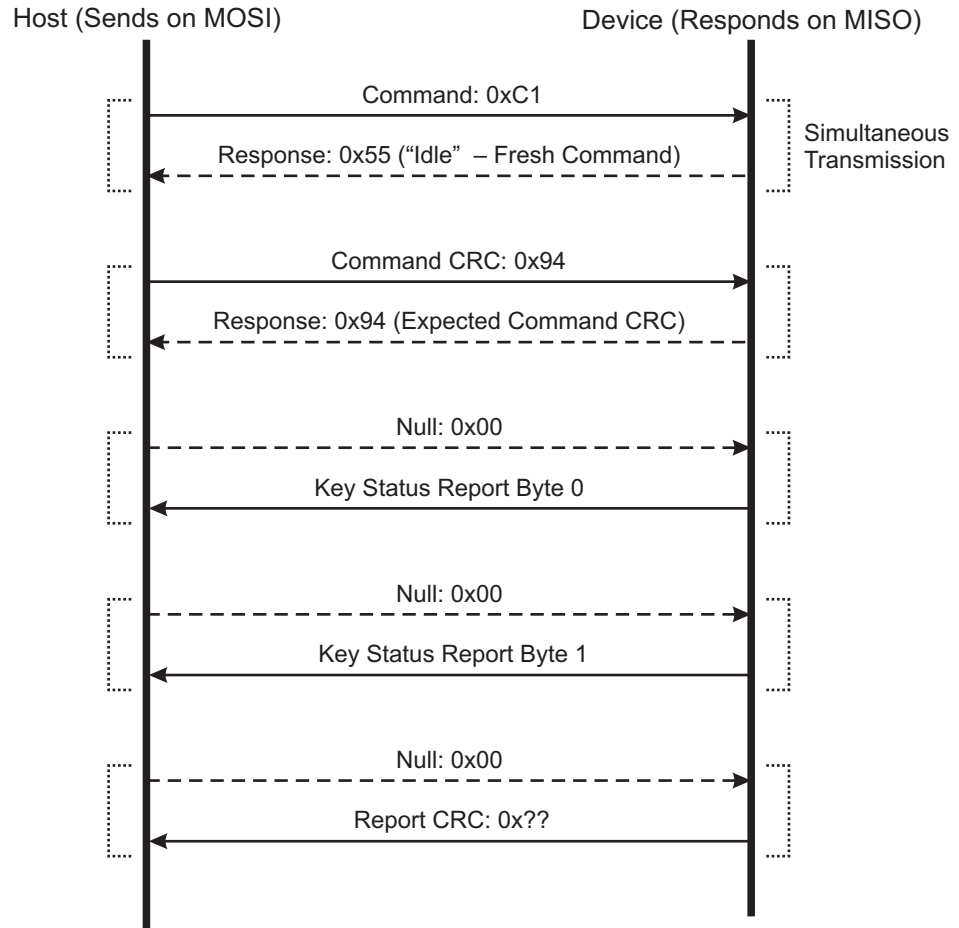 Host (Sends on MOSI)
Device (Responds on MISO)
Command: 0xC1
Response: 0x55 (“Idle” – Fresh Command)
Simultaneous
Transmission
Command CRC: 0x94
Response: 0x94 (Expected Command CRC)
Null: 0x00
Key Status Report Byte 0
Null: 0x00
Key Status Report Byte 1
Null: 0x00
Report CRC: 0x??